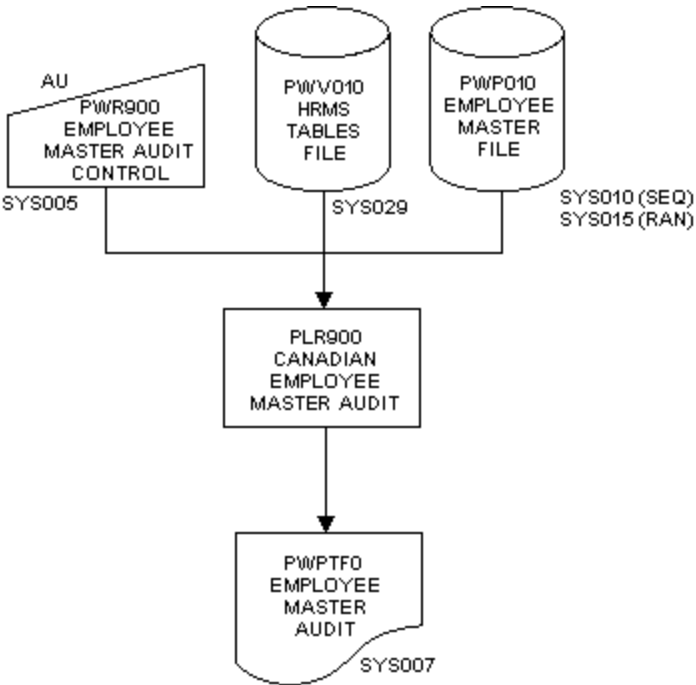 AU
PWR900
EMPLOYEE
MASTER AUDIT
CONTROL
SYS005
PWV010
HRMS
TABLES
FILE
SYS029
PWP010
EMPLOYEE
MASTER
FILE
SYS010 (SEQ)
SYS015 (RAN)
PLR900
CANADIAN
EMPLOYEE
MASTER AUDIT
PWPTF0
EMPLOYEE
MASTER
AUDIT
SYS007